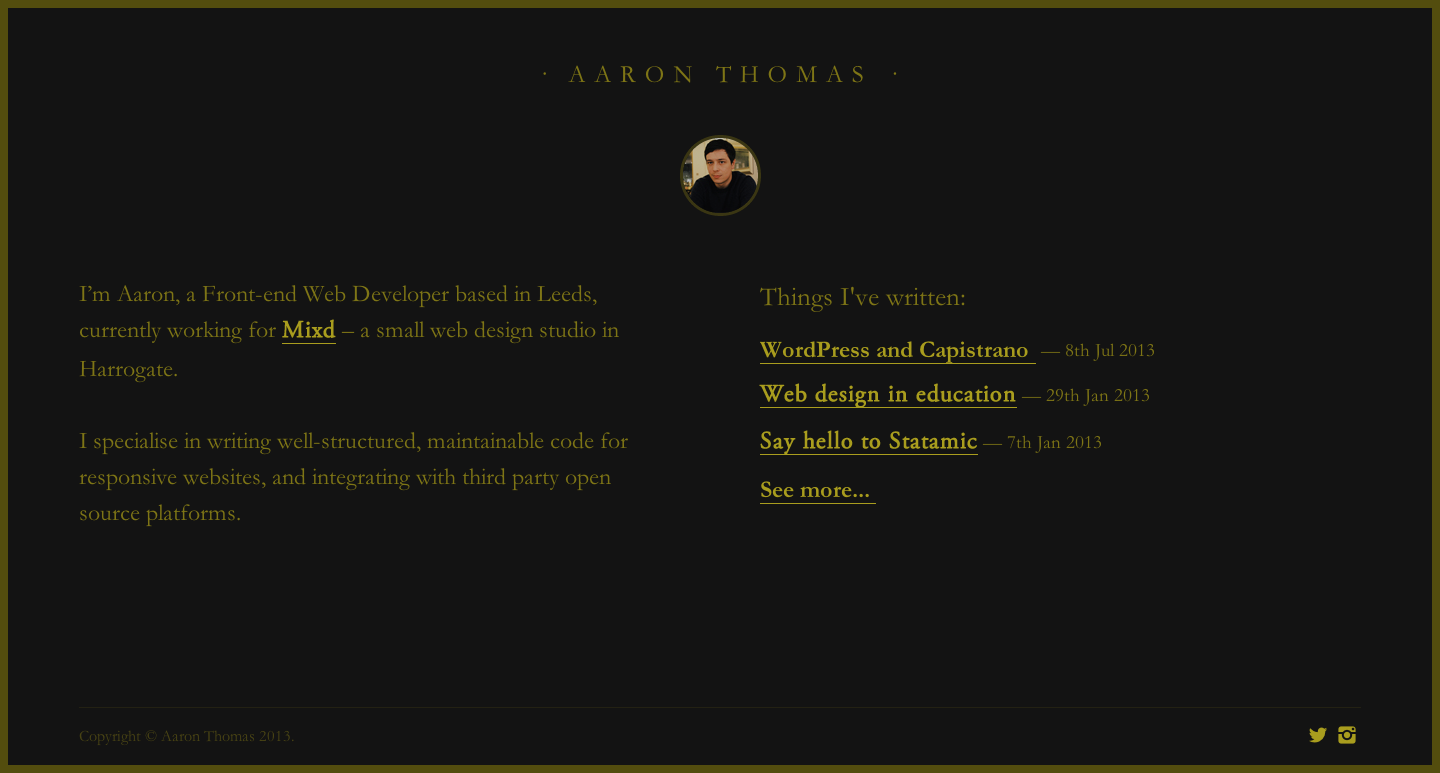 · AARON THOMAS ·
I’m Aaron, a Front-end Web Developer based in Leeds,
currently working for Mixd – a small web design studio in
Harrogate.
I specialise in writing well-structured, maintainable code for
responsive websites, and integrating with third party open
source platforms.
Things I've written:
WordPress and Capistrano — 8th Jul 2013
Web design in education — 29th Jan 2013
Say hello to Statamic — 7th Jan 2013
See more...
Copyright © Aaron Thomas 2013.